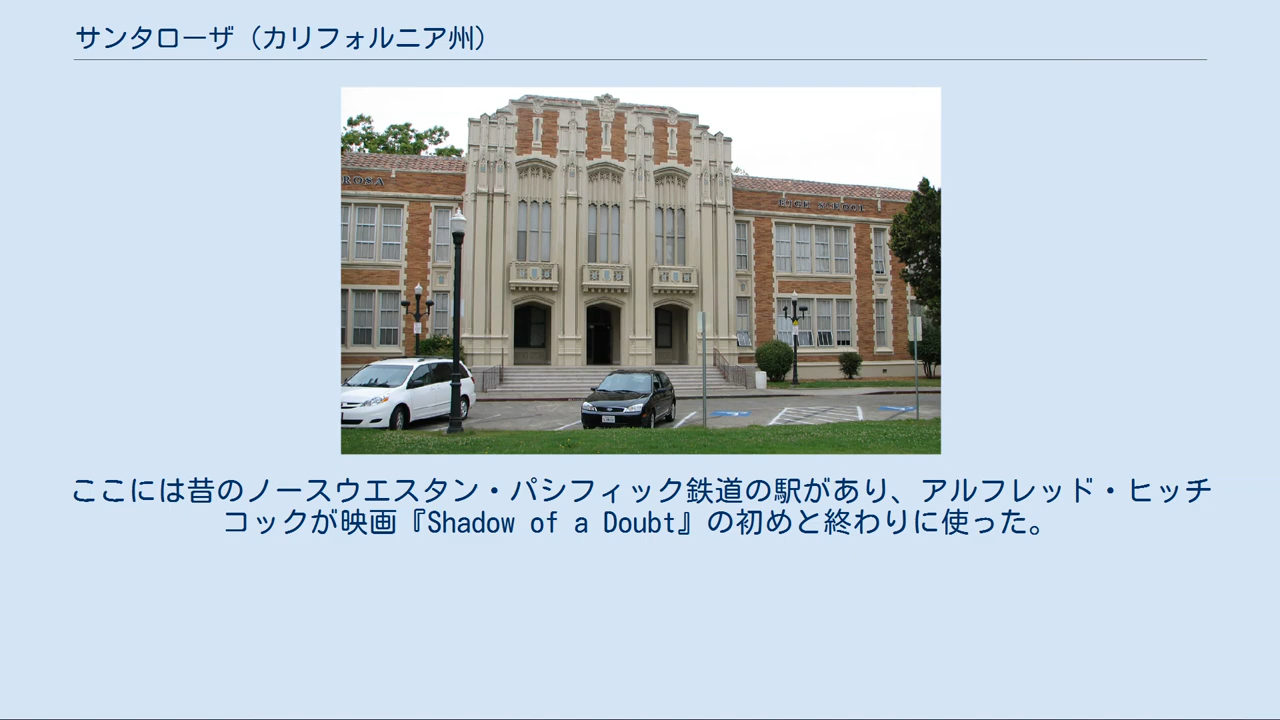 サンタローザ（カリフォルニア州）
ROSA
HIGH SCHOOL
ここには昔のノースウエスタン・パシフィック鉄道の駅があり、アルフレッド・ヒッチ
コックが映画『Shadow of a Doubt』の初めと終わりに使った。